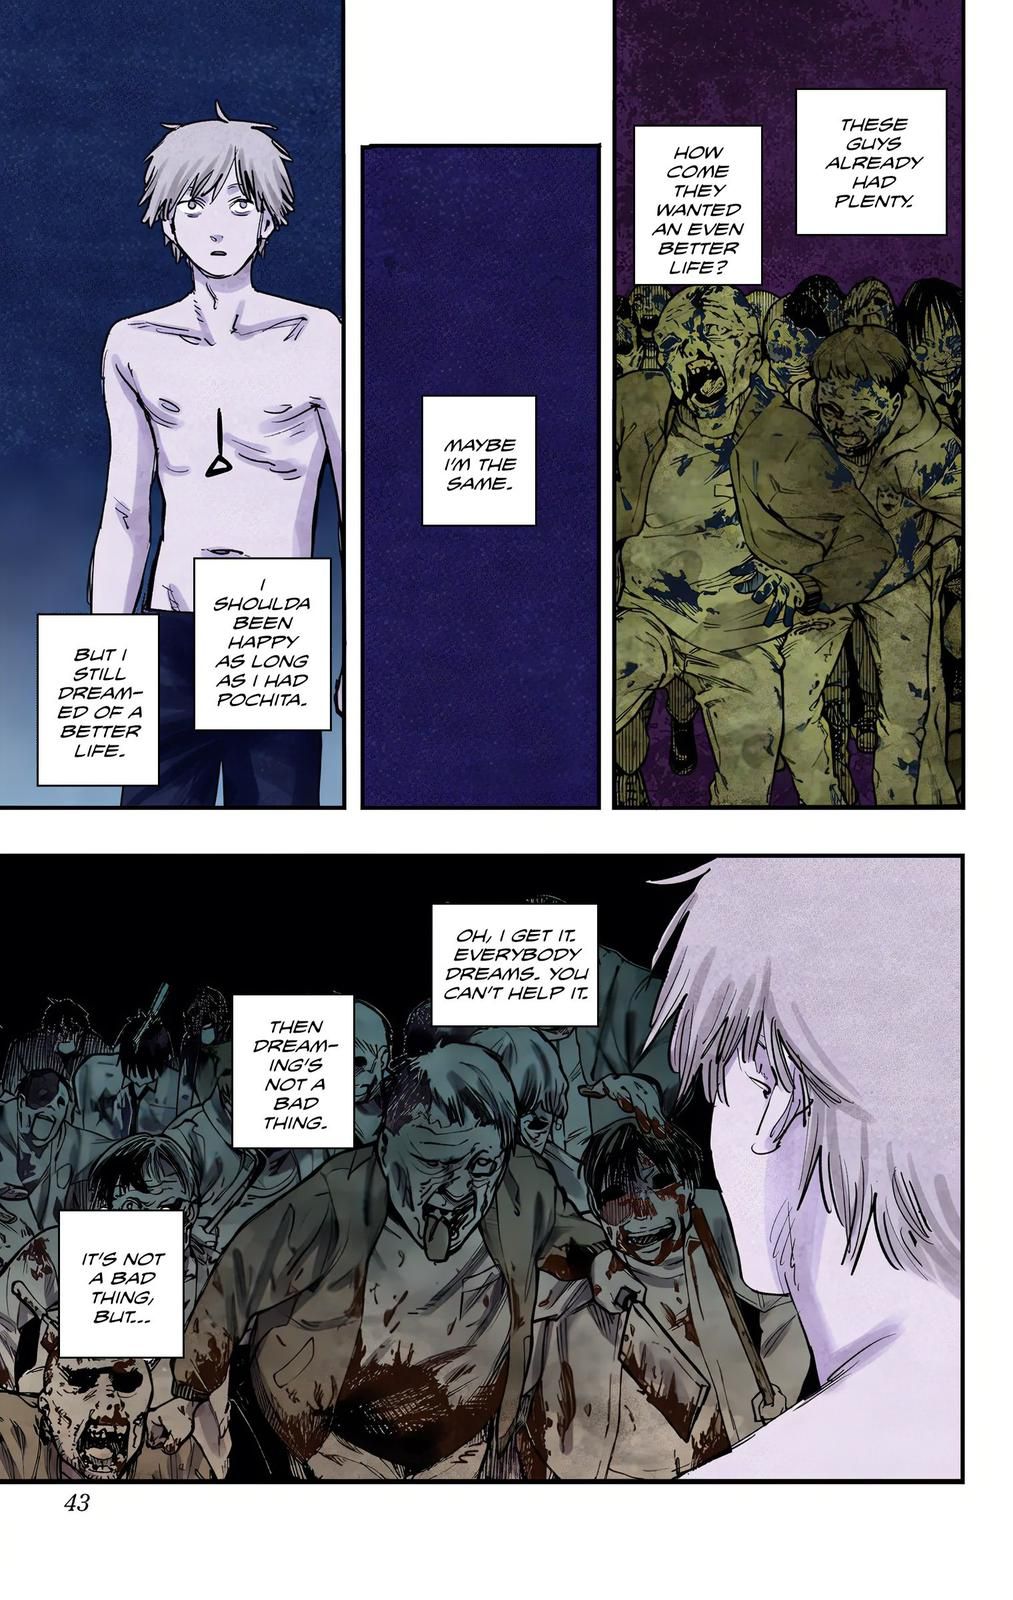 THESE
GUYS
ALREADY
HAD
PLENTY.
HOW
COME
THEY
WANTED
AN EVEN
BETTER
LIFE?
MAYBE
I'M THE
SAME.
I
SHOULDA
BEEN
HAPPY
AS LONG
AS I HAD
POCHITA.
BUT I
STILL
DREAM-
ED OF A
BETTER
LIFE.
OH, I GET IT.
EVERYBODY
DREAMS. YOU
CAN'T HELP IT.
THEN
DREAM-
ING'S
NOT A
BAD
THING.
IT'S NOT
A BAD
THING,
BUT...
43